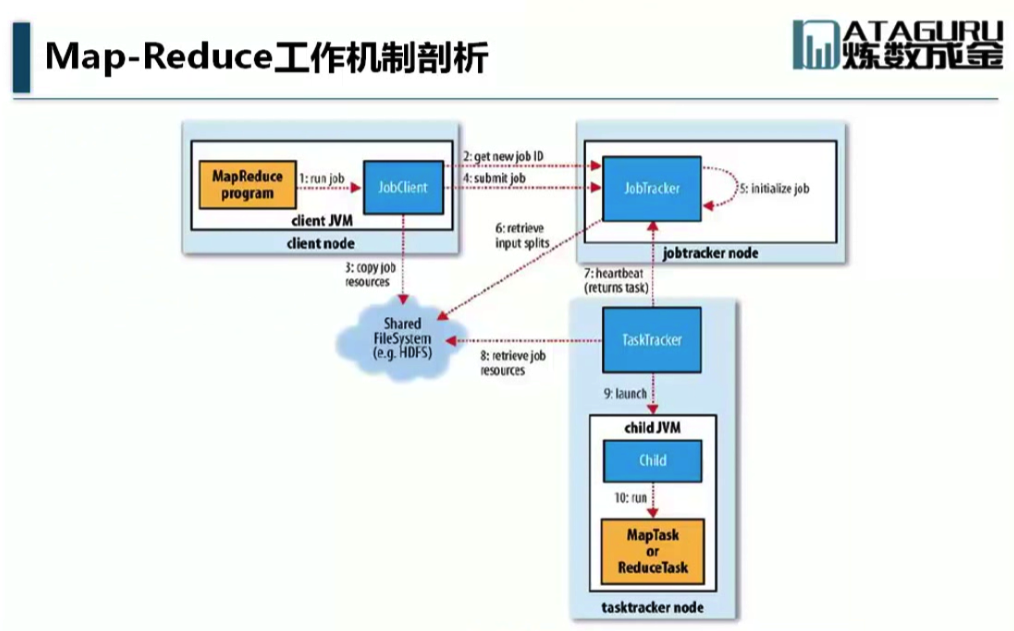 Map-Reduce工作机制剖析
ATAGURU
炼数成金
MapReduce
program
1: run job
JobClient
client JVM
client node
2: get new job ID
4: submit job
JobTracker
5: initialize job
jobtracker node
3: copy job
resources
6: retrieve
input splits
7: heartbeat
(returns task)
Shared
FileSystem
(e.g. HDFS)
8: retrieve job
resources
TaskTracker
9: launch
child JVM
Child
10: run
MapTask
or
ReduceTask
tasktracker node